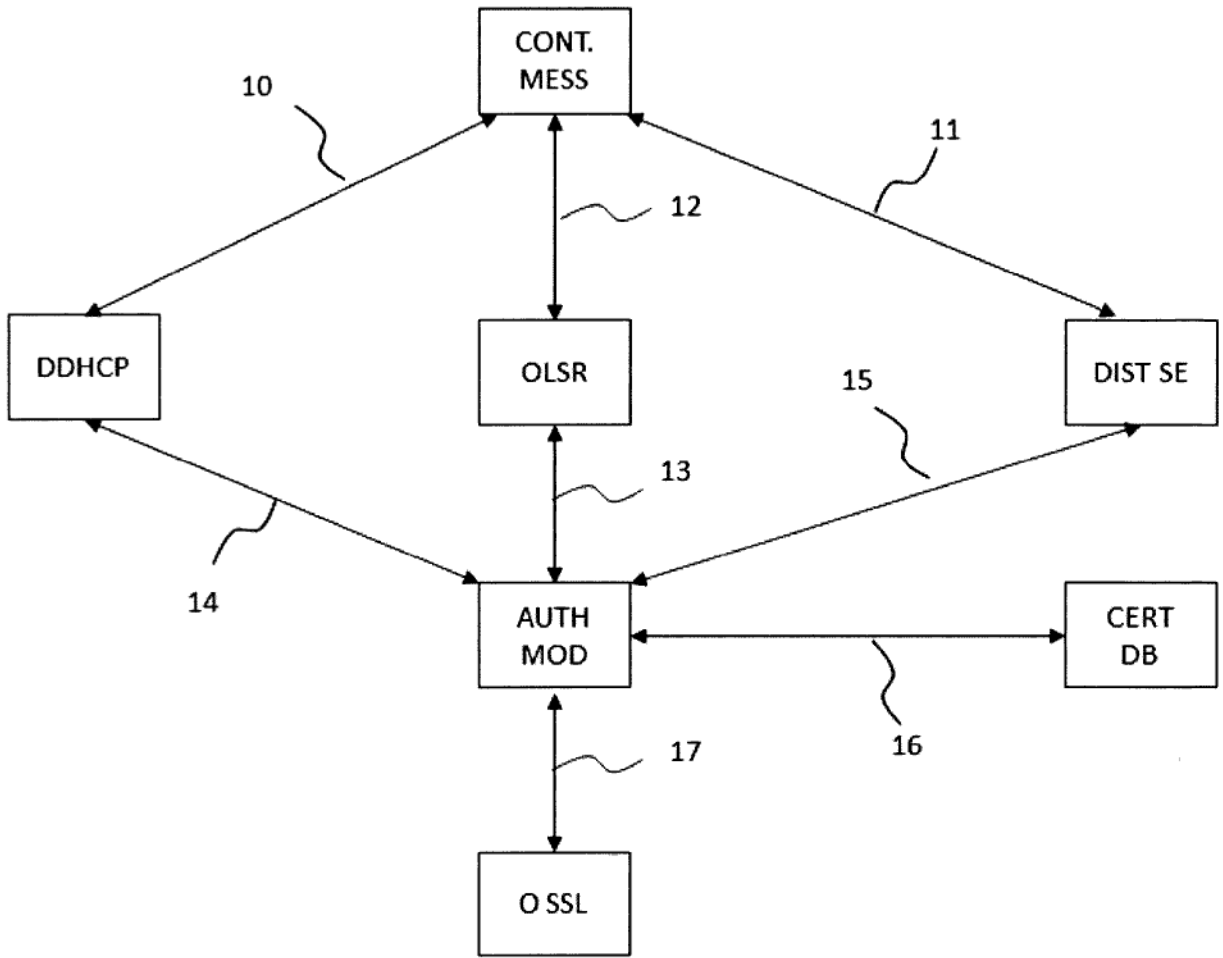 CONT.
MESS
10
11
12
DDHCP
OLSR
DIST SE
15
13
14
AUTH
MOD
CERT
DB
16
17
O SSL